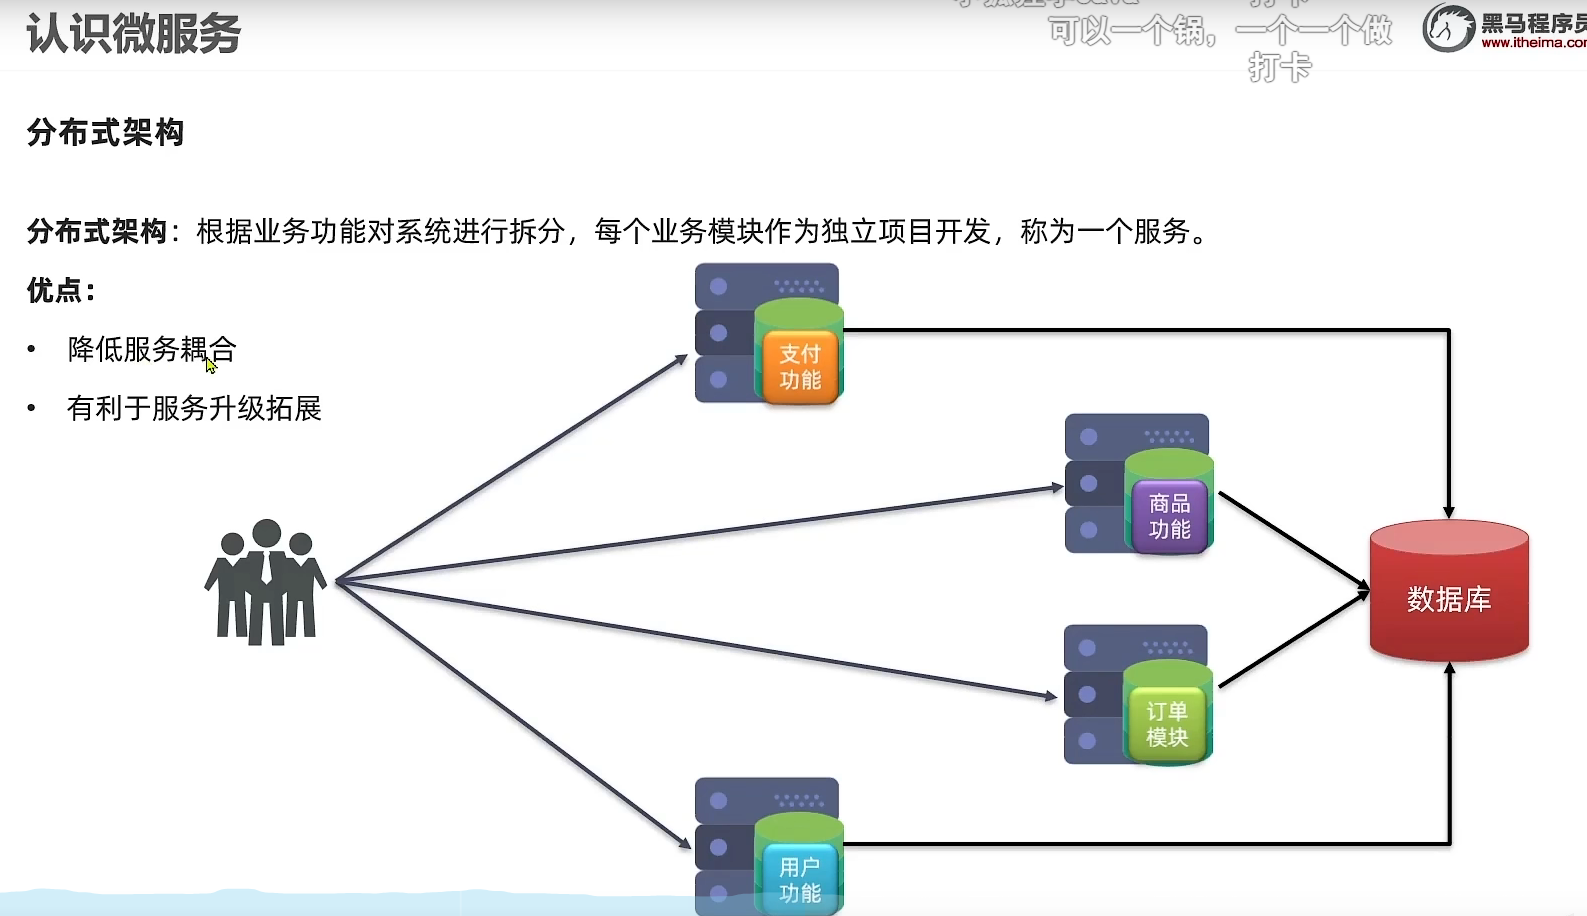 认识微服务
可以一个锅，一个一个做
打卡
黑马程序员
www.itheima.com
分布式架构
分布式架构：根据业务功能对系统进行拆分，每个业务模块作为独立项目开发，称为一个服务。
优点：
• 降低服务耦合
• 有利于服务升级拓展
支付
功能
商品
功能
数据库
订单
模块
用户
功能